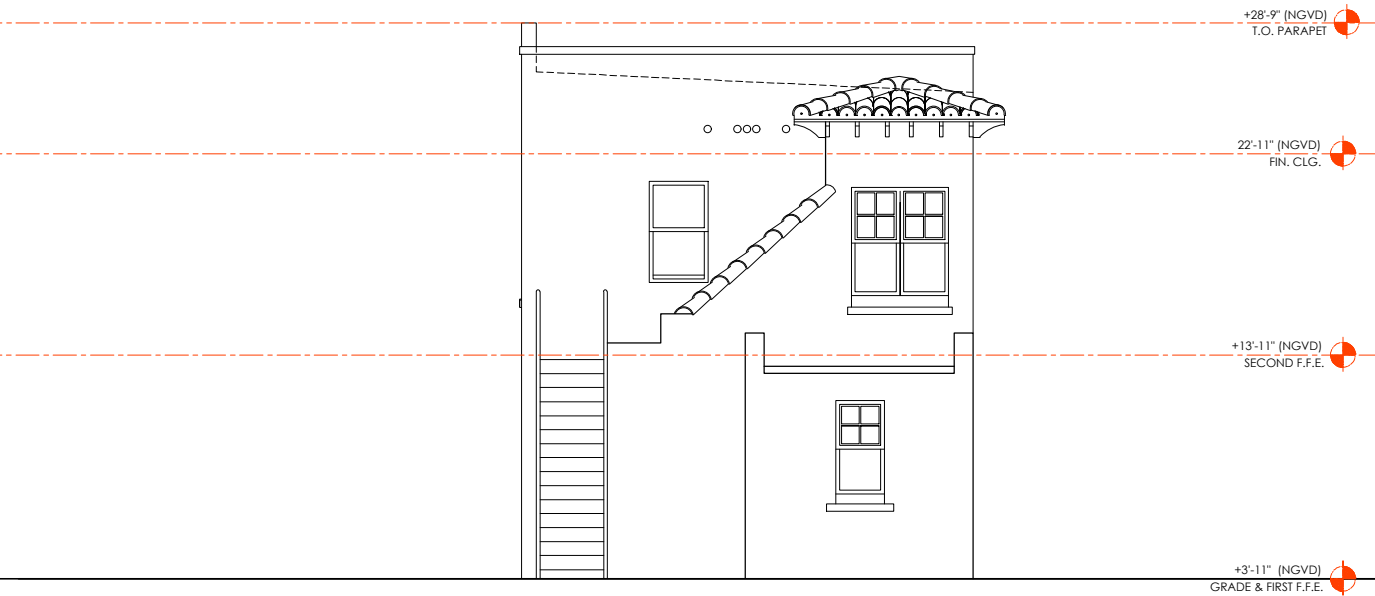 +28'-9" (NGVD)
T.O. PARAPET
22'-11" (NGVD)
FIN. CLG.
+13'-11" (NGVD)
SECOND F.F.E.
+3'-11" (NGVD)
GRADE & FIRST F.F.E.